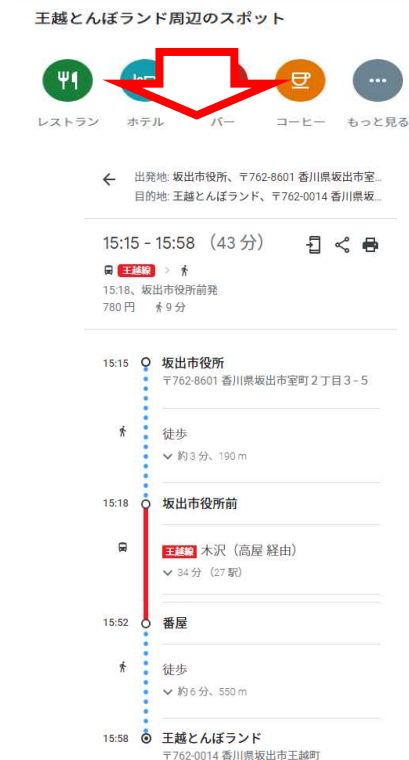 王越とんぼランド周辺のスポット
レストラン ホテル バー コーヒー もっと見る
出発地: 坂出市役所、〒762-8601 香川県坂出市室...
目的地: 王越とんぼランド、〒762-0014 香川県坂...
15:15 - 15:58 (43 分)
王越線
15:18、坂出市役所前発
780 円 9 分
15:15 坂出市役所
〒762-8601 香川県坂出市室町2丁目3-5
徒歩
約 3 分、190 m
15:18 坂出市役所前
王越線 木沢（高屋 経由）
34 分 (27 駅)
15:52 番屋
徒歩
約 6 分、550 m
15:58 王越とんぼランド
〒762-0014 香川県坂出市王越町